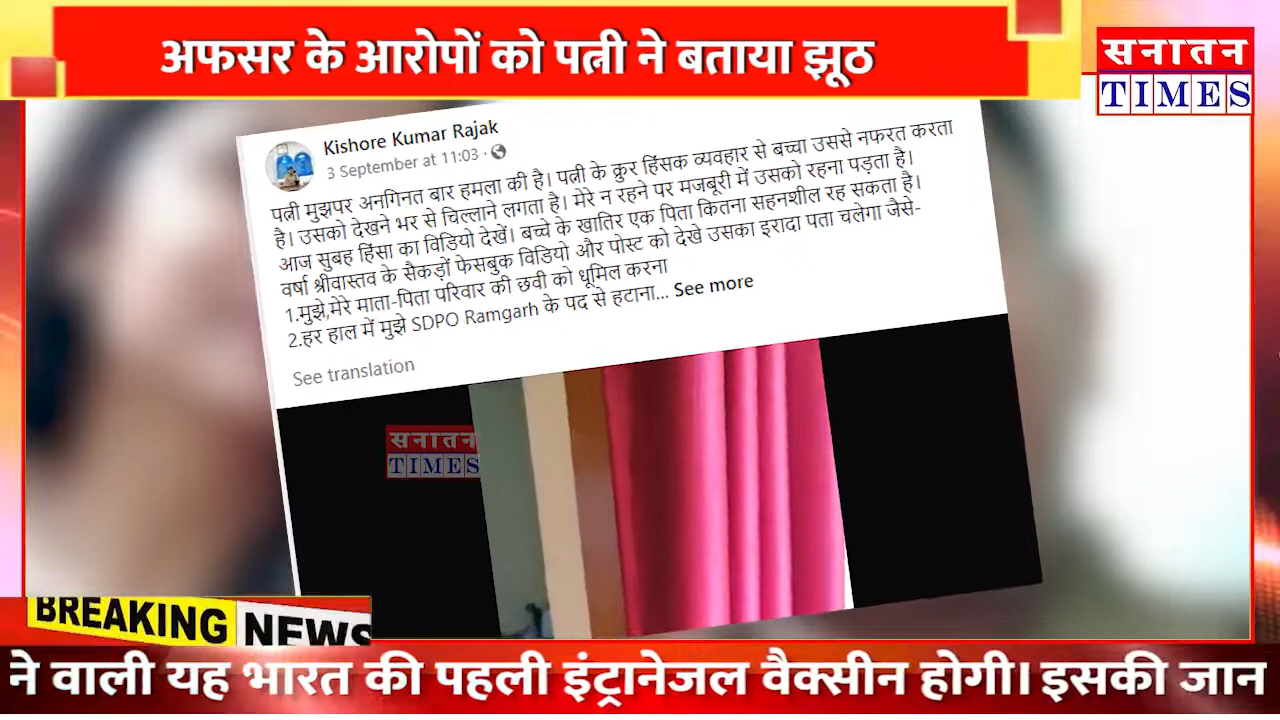 अफसर के आरोपों को पत्नी ने बताया झूठ
सनातन
TIMES
Kishore Kumar Rajak
3 September at 11:03 ·
पत्नी मुझपर अनगिनत बार हमला की है। पत्नी के क्रुर हिंसक व्यवहार से बच्चा उससे नफरत करता
है। उसको देखने भर से चिल्लाने लगता है। मेरे न रहने पर मजबूरी में उसको रहना पड़ता है।
आज सुबह हिंसा का विडियो देखें। बच्चे के खातिर एक पिता कितना सहनशील रह सकता है।
वर्षा श्रीवास्तव के सैकड़ों फेसबुक विडियो और पोस्ट को देखे उसका इरादा पता चलेगा जैसे-
1.मुझे,मेरे माता-पिता परिवार की छवी को धूमिल करना
2.हर हाल में मुझे SDPO Ramgarh के पद से हटाना... See more
See translation
सनातन
TIMES
BREAKING NEWS
ने वाली यह भारत की पहली इंट्रानेजल वैक्सीन होगी। इसकी जान